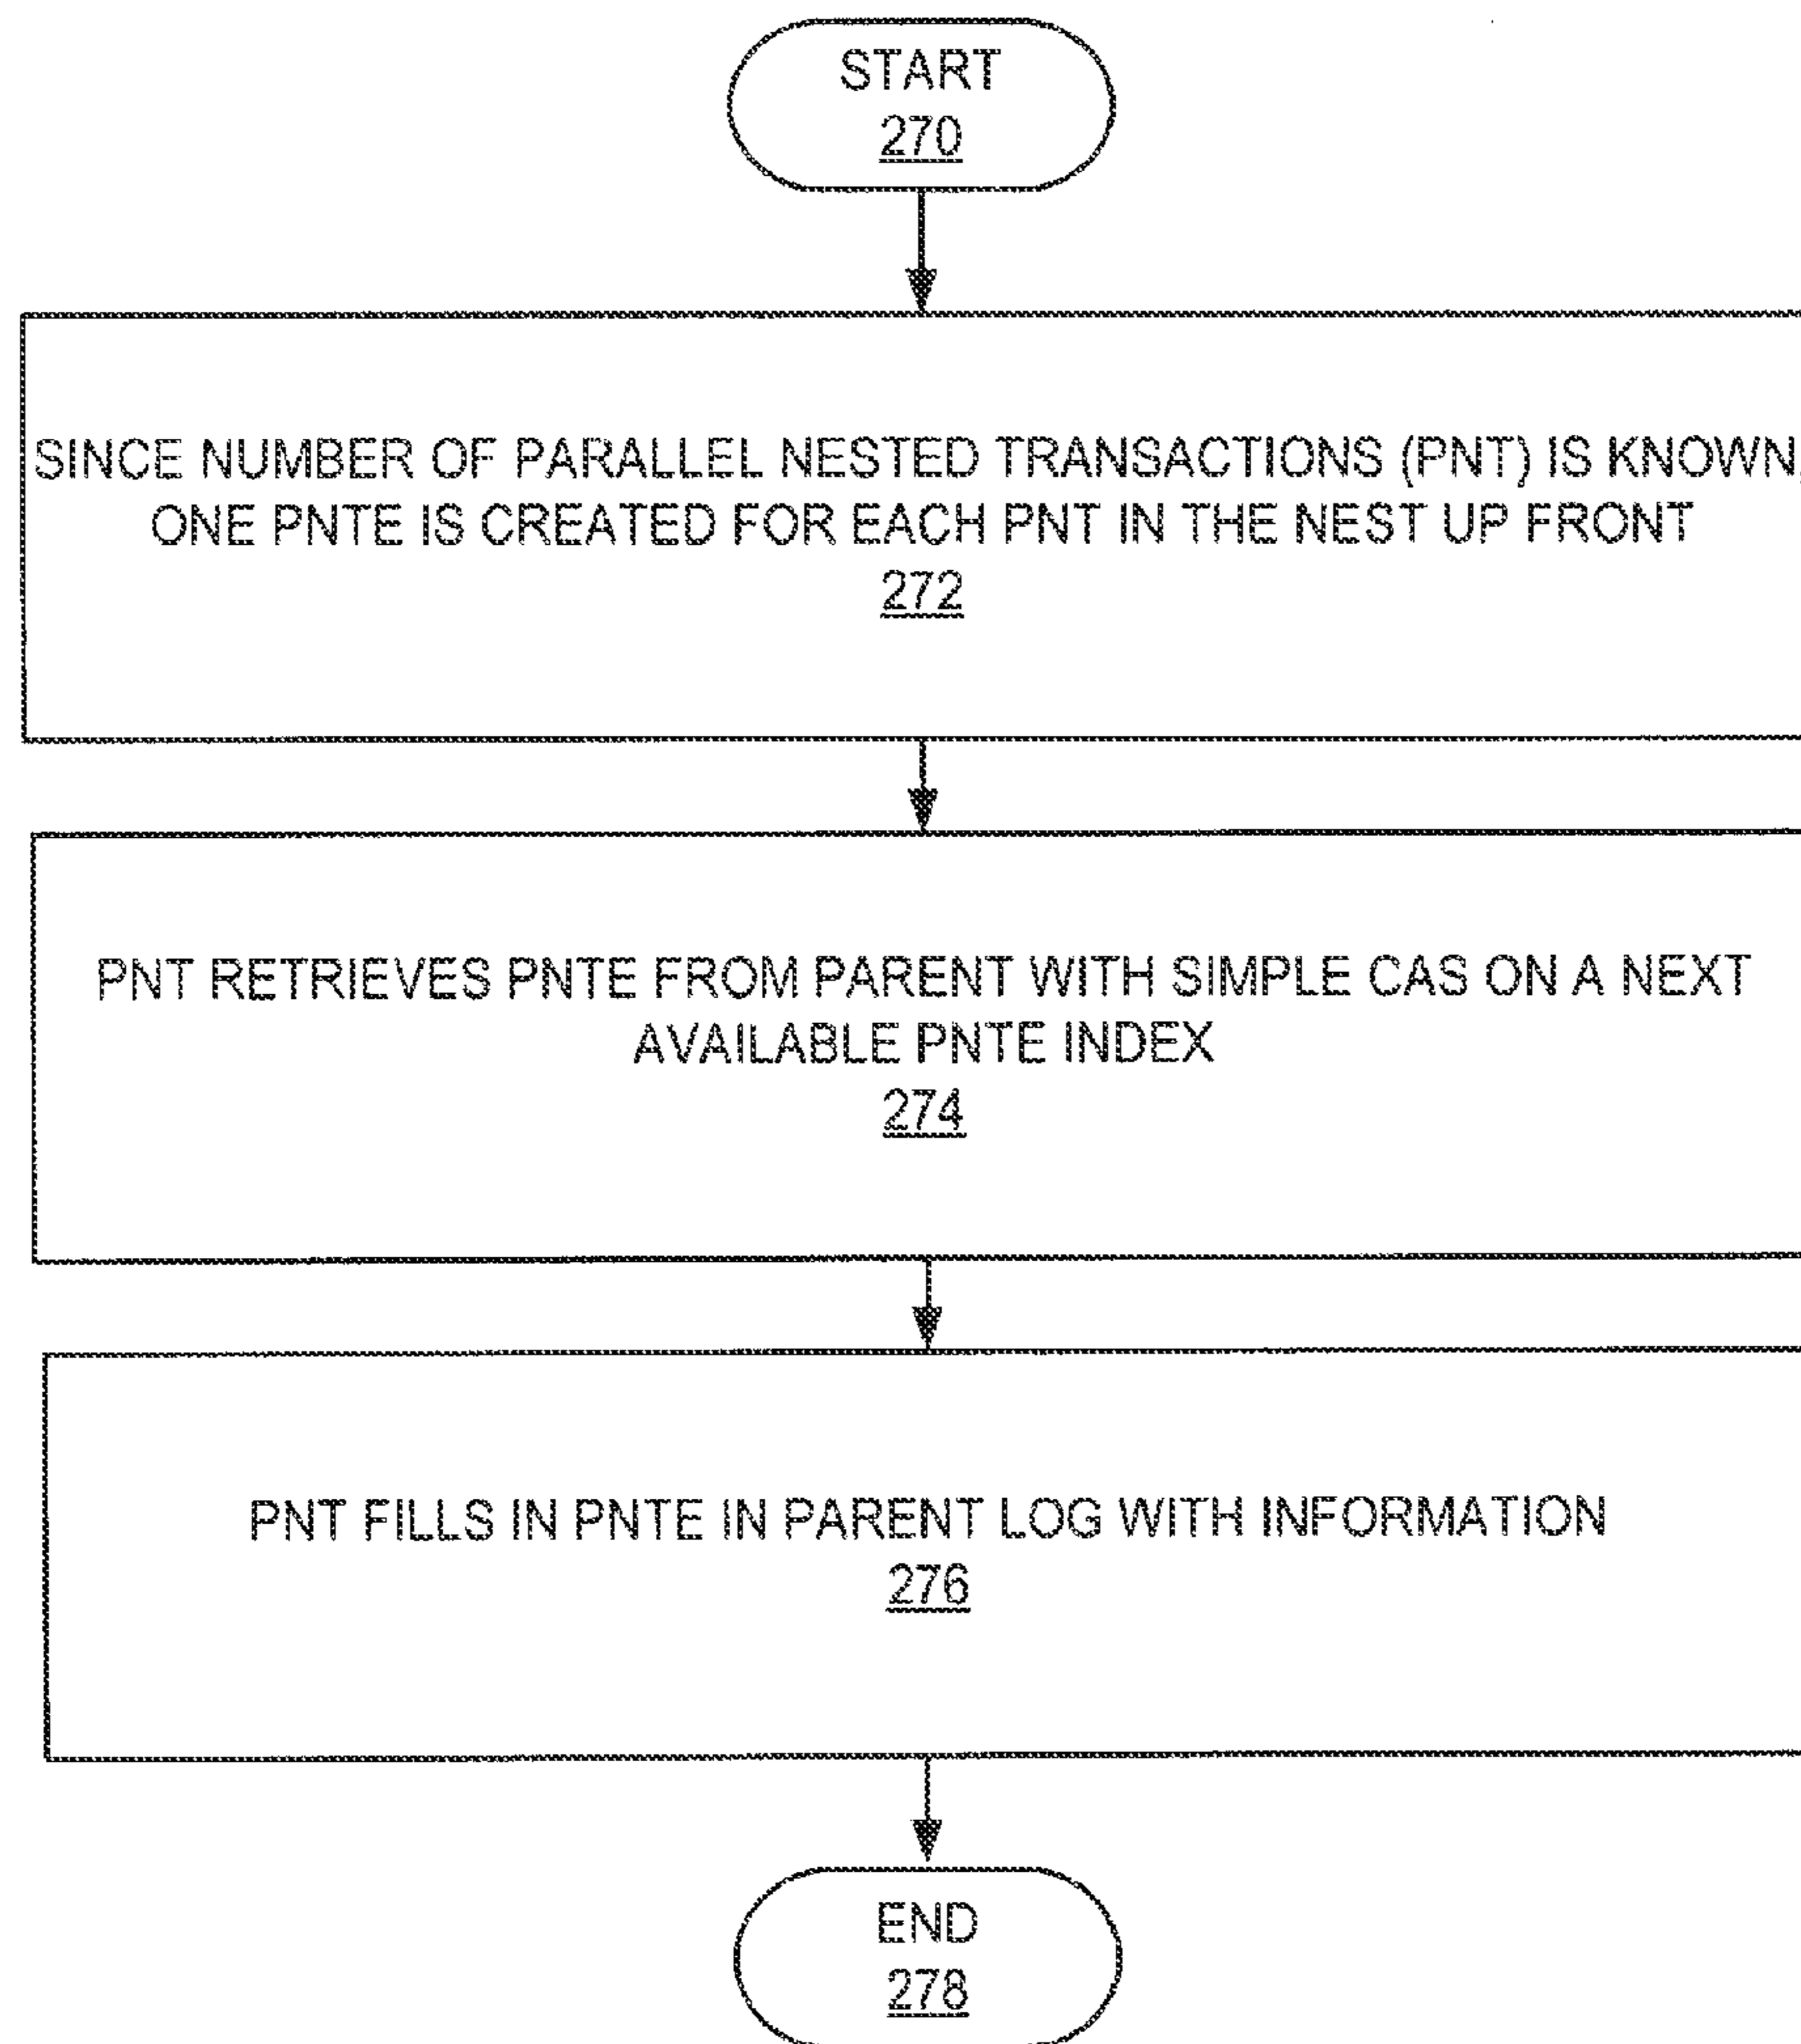 START
270
SINCE NUMBER OF PARALLEL NESTED TRANSACTIONS (PNT) IS KNOWN,
ONE PNTE IS CREATED FOR EACH PNT IN THE NEST UP FRONT
272
PNT RETRIEVES PNTE FROM PARENT WITH SIMPLE CAS ON A NEXT
AVAILABLE PNTE INDEX
274
PNT FILLS IN PNTE IN PARENT LOG WITH INFORMATION
276
END
278